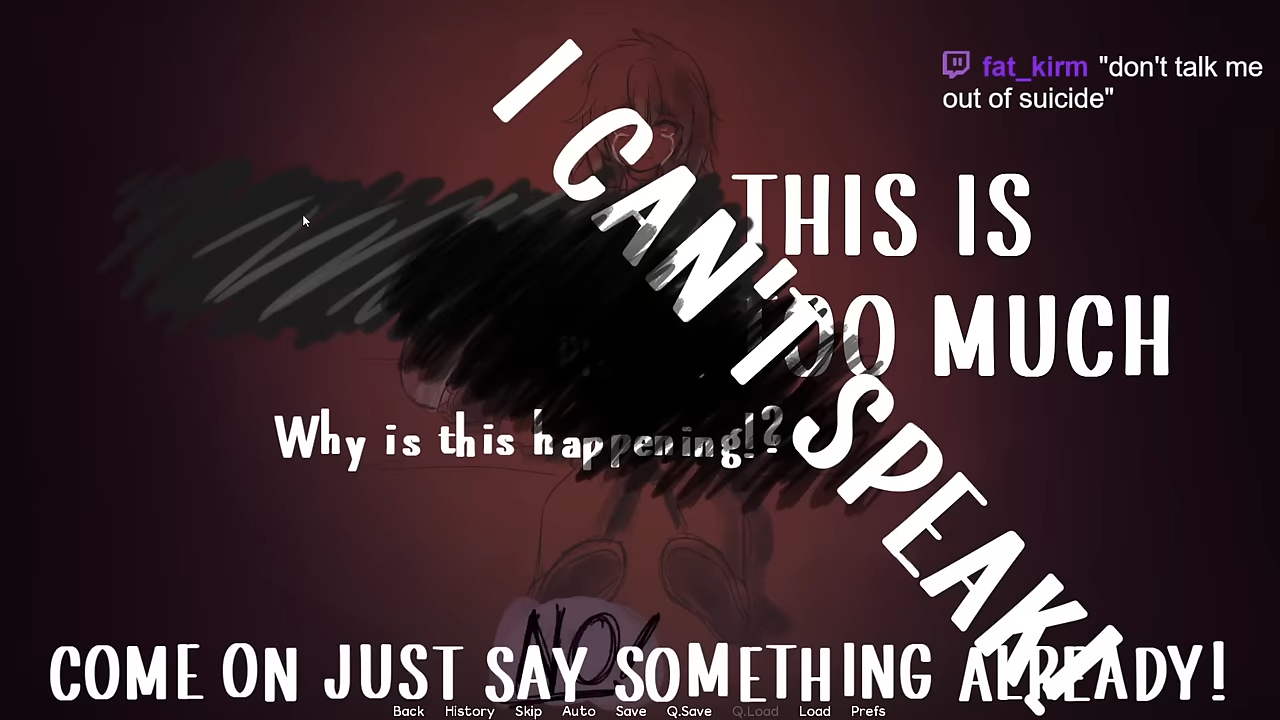 fat_kirm "don't talk me
out of suicide"
I CAN'T SPEAK!
THIS IS
TOO MUCH
Why is this happening!?
NO!
COME ON JUST SAY SOMETHING ALREADY!
Back History Skip Auto Save Q.Save Q.Load Load Prefs